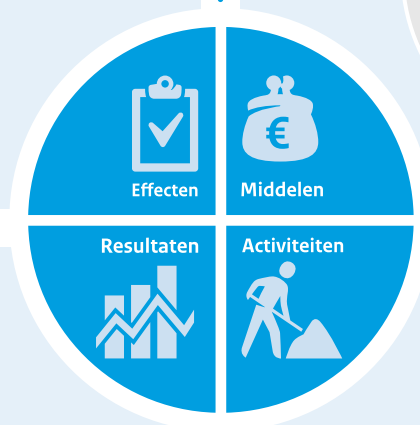 €
Effecten
Middelen
Resultaten
Activiteiten